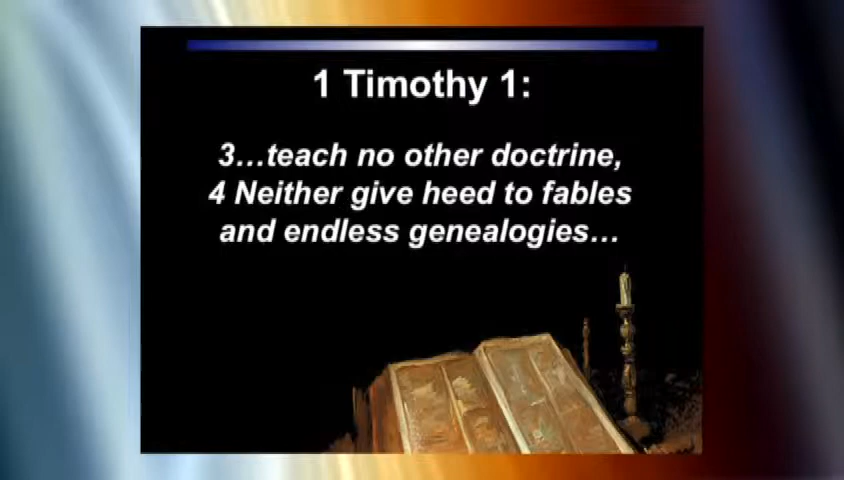 1 Timothy 1:
3…teach no other doctrine,
4 Neither give heed to fables
and endless genealogies…